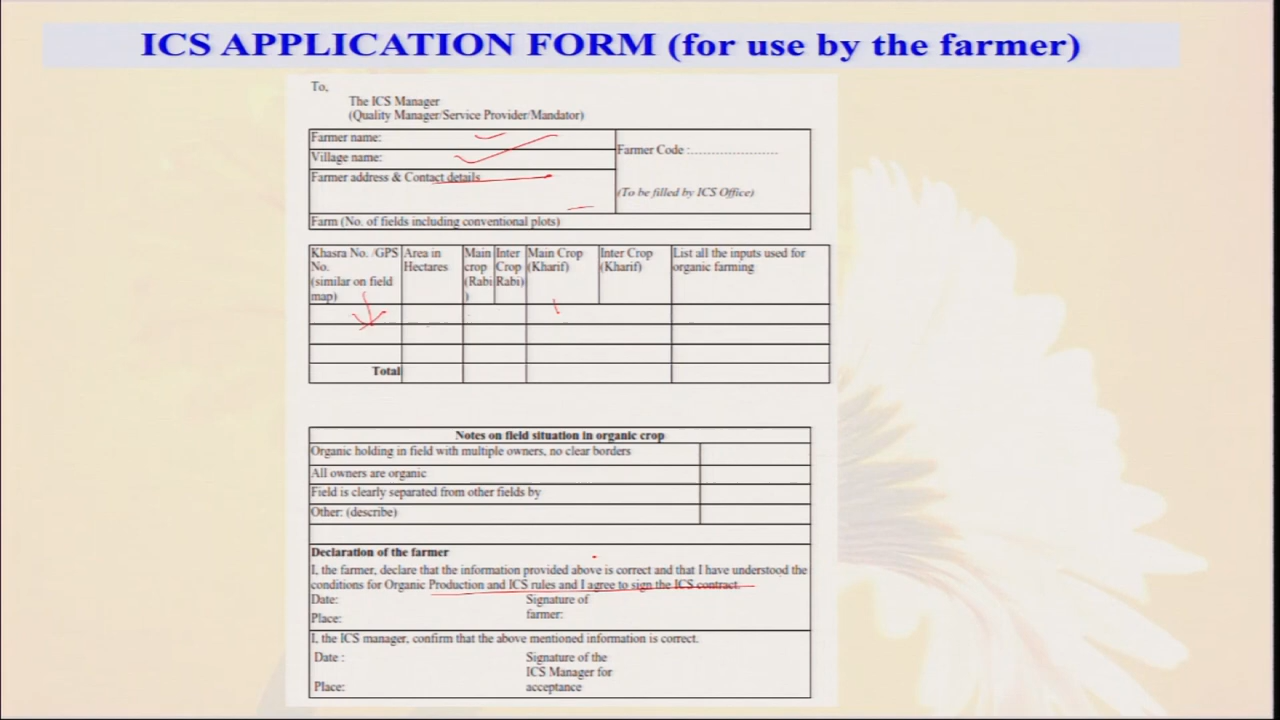 ICS APPLICATION FORM (for use by the farmer)
To,
The ICS Manager
(Quality Manager/Service Provider/Mandator)
Farmer name:
Village name:
Farmer Code :..............................
Farmer address & Contact details
(To be filled by ICS Office)
Farm (No. of fields including conventional plots)
Khasra No. /GPS No. (similar on field map)
Area in Hectares
Main crop (Rabi )
Inter Crop Rabi)
Main Crop (Kharif)
Inter Crop (Kharif)
List all the inputs used for organic farming
Total
Notes on field situation in organic crop
Organic holding in field with multiple owners, no clear borders
All owners are organic
Field is clearly separated from other fields by
Other: (describe)
Declaration of the farmer
I, the farmer, declare that the information provided above is correct and that I have understood the
conditions for Organic Production and ICS rules and I agree to sign the ICS contract.
Date:
Signature of
farmer:
Place:
I, the ICS manager, confirm that the above mentioned information is correct.
Date :
Signature of the
ICS Manager for
acceptance
Place: